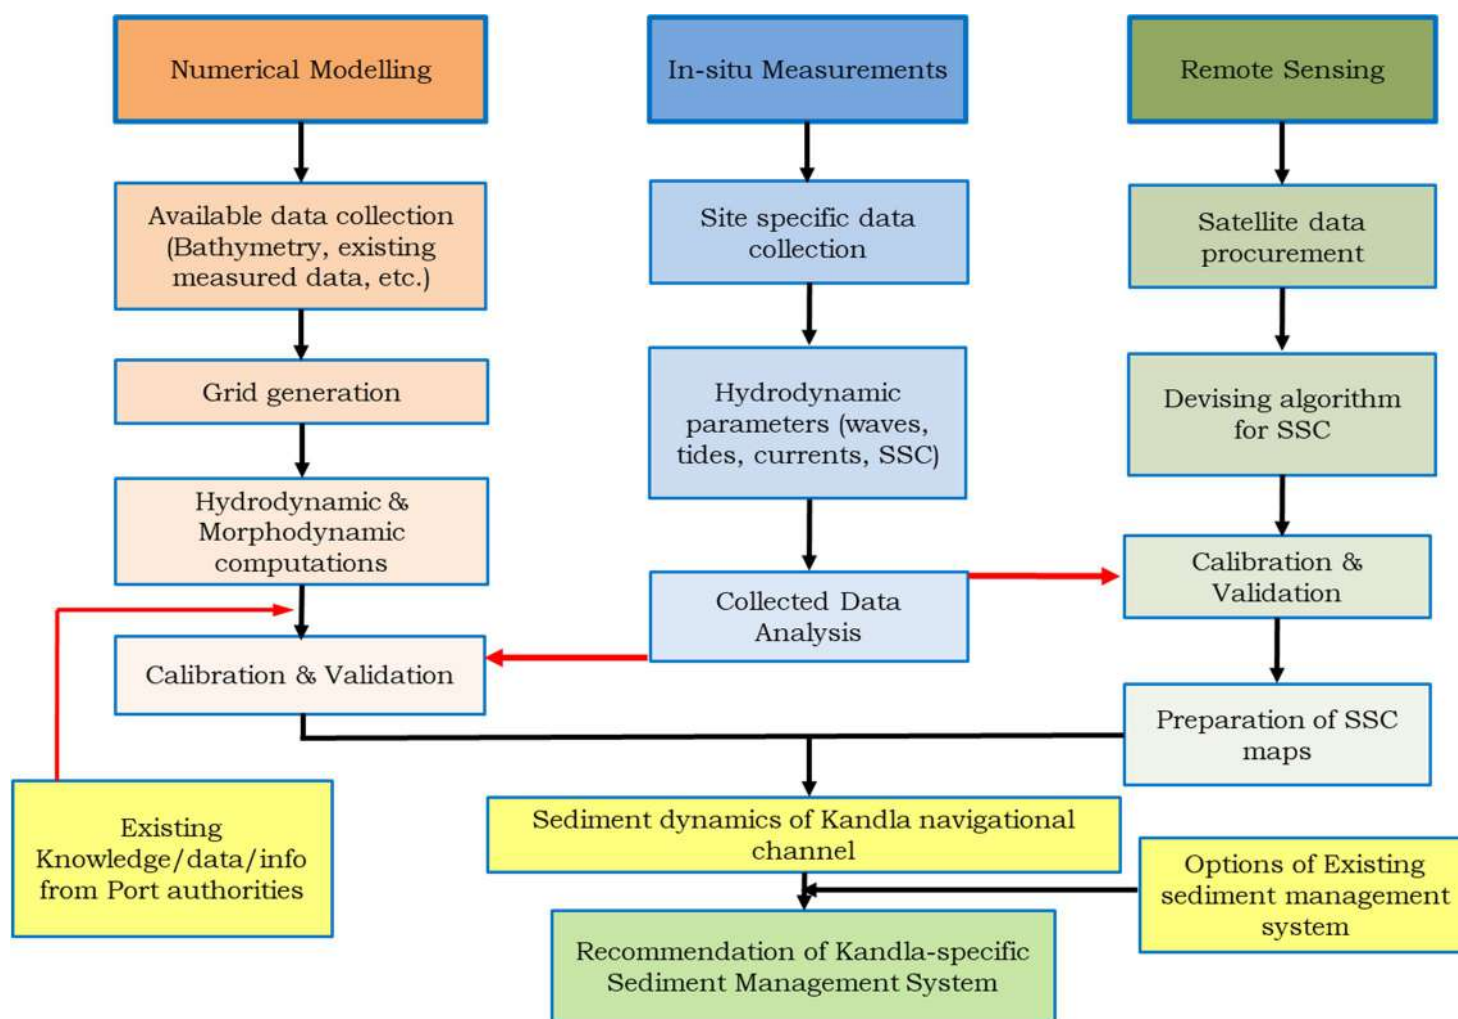 Numerical Modelling
In-situ Measurements
Remote Sensing
Available data collection
(Bathymetry, existing
measured data, etc.)
Site specific data
collection
Satellite data
procurement
Grid generation
Hydrodynamic
parameters (waves,
tides, currents, SSC)
Devising algorithm
for SSC
Hydrodynamic &
Morphodynamic
computations
Collected Data
Analysis
Calibration &
Validation
Calibration & Validation
Preparation of SSC
maps
Existing
Knowledge/data/info
from Port authorities
Sediment dynamics of Kandla navigational
channel
Options of Existing
sediment management
system
Recommendation of Kandla-specific
Sediment Management System